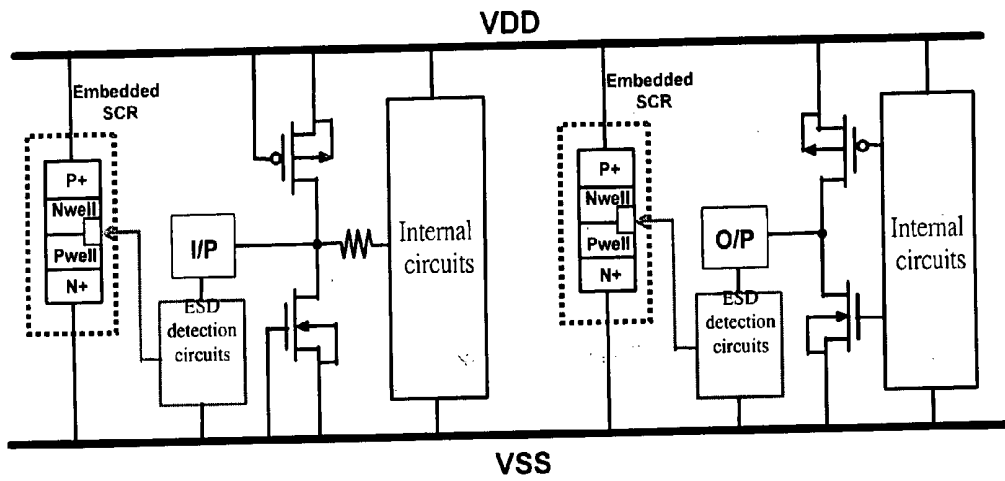 VDD
Embedded
SCR
P+
Nwell
Pwell
N+
I/P
ESD
detection
circuits
Internal
circuits
Embedded
SCR
P+
Nwell
Pwell
N+
O/P
ESD
detection
circuits
Internal
circuits
VSS